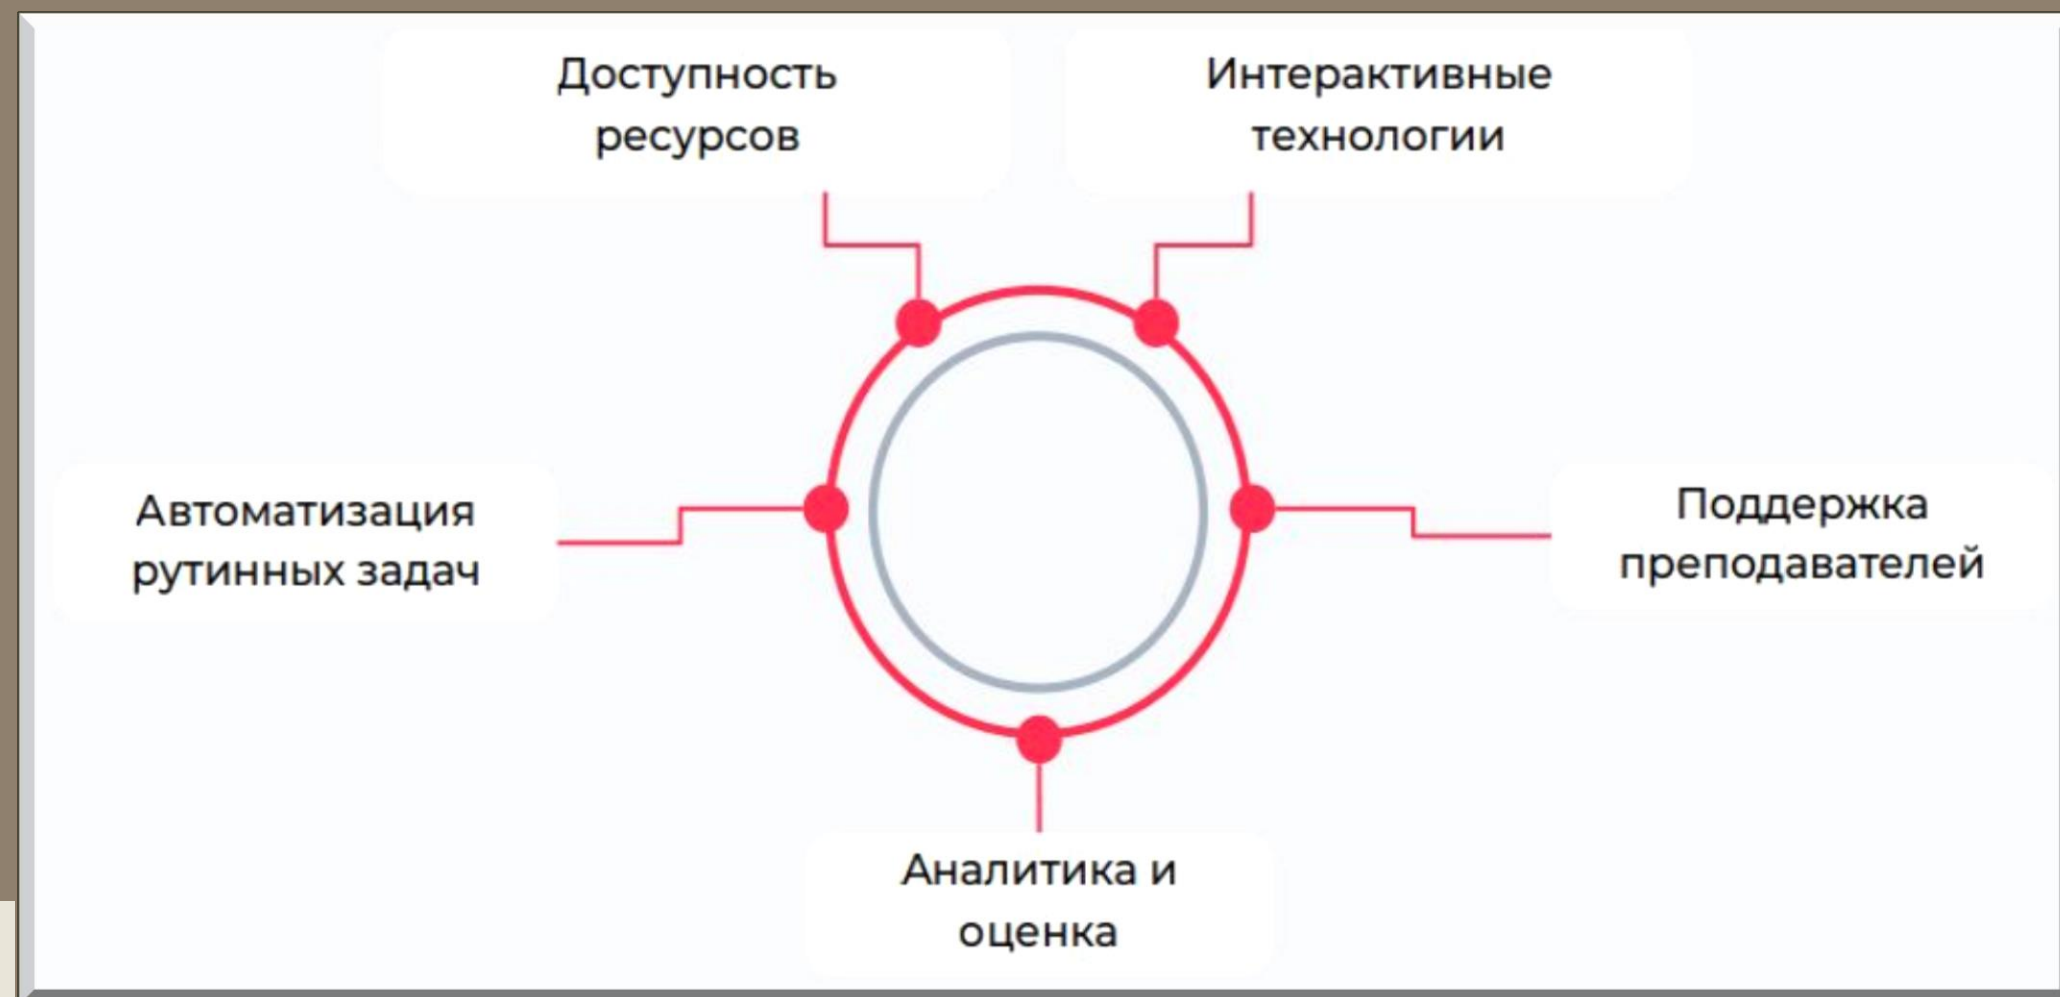 Доступность
ресурсов
Интерактивные
технологии
Автоматизация
рутинных задач
Поддержка
преподавателей
Аналитика и
оценка